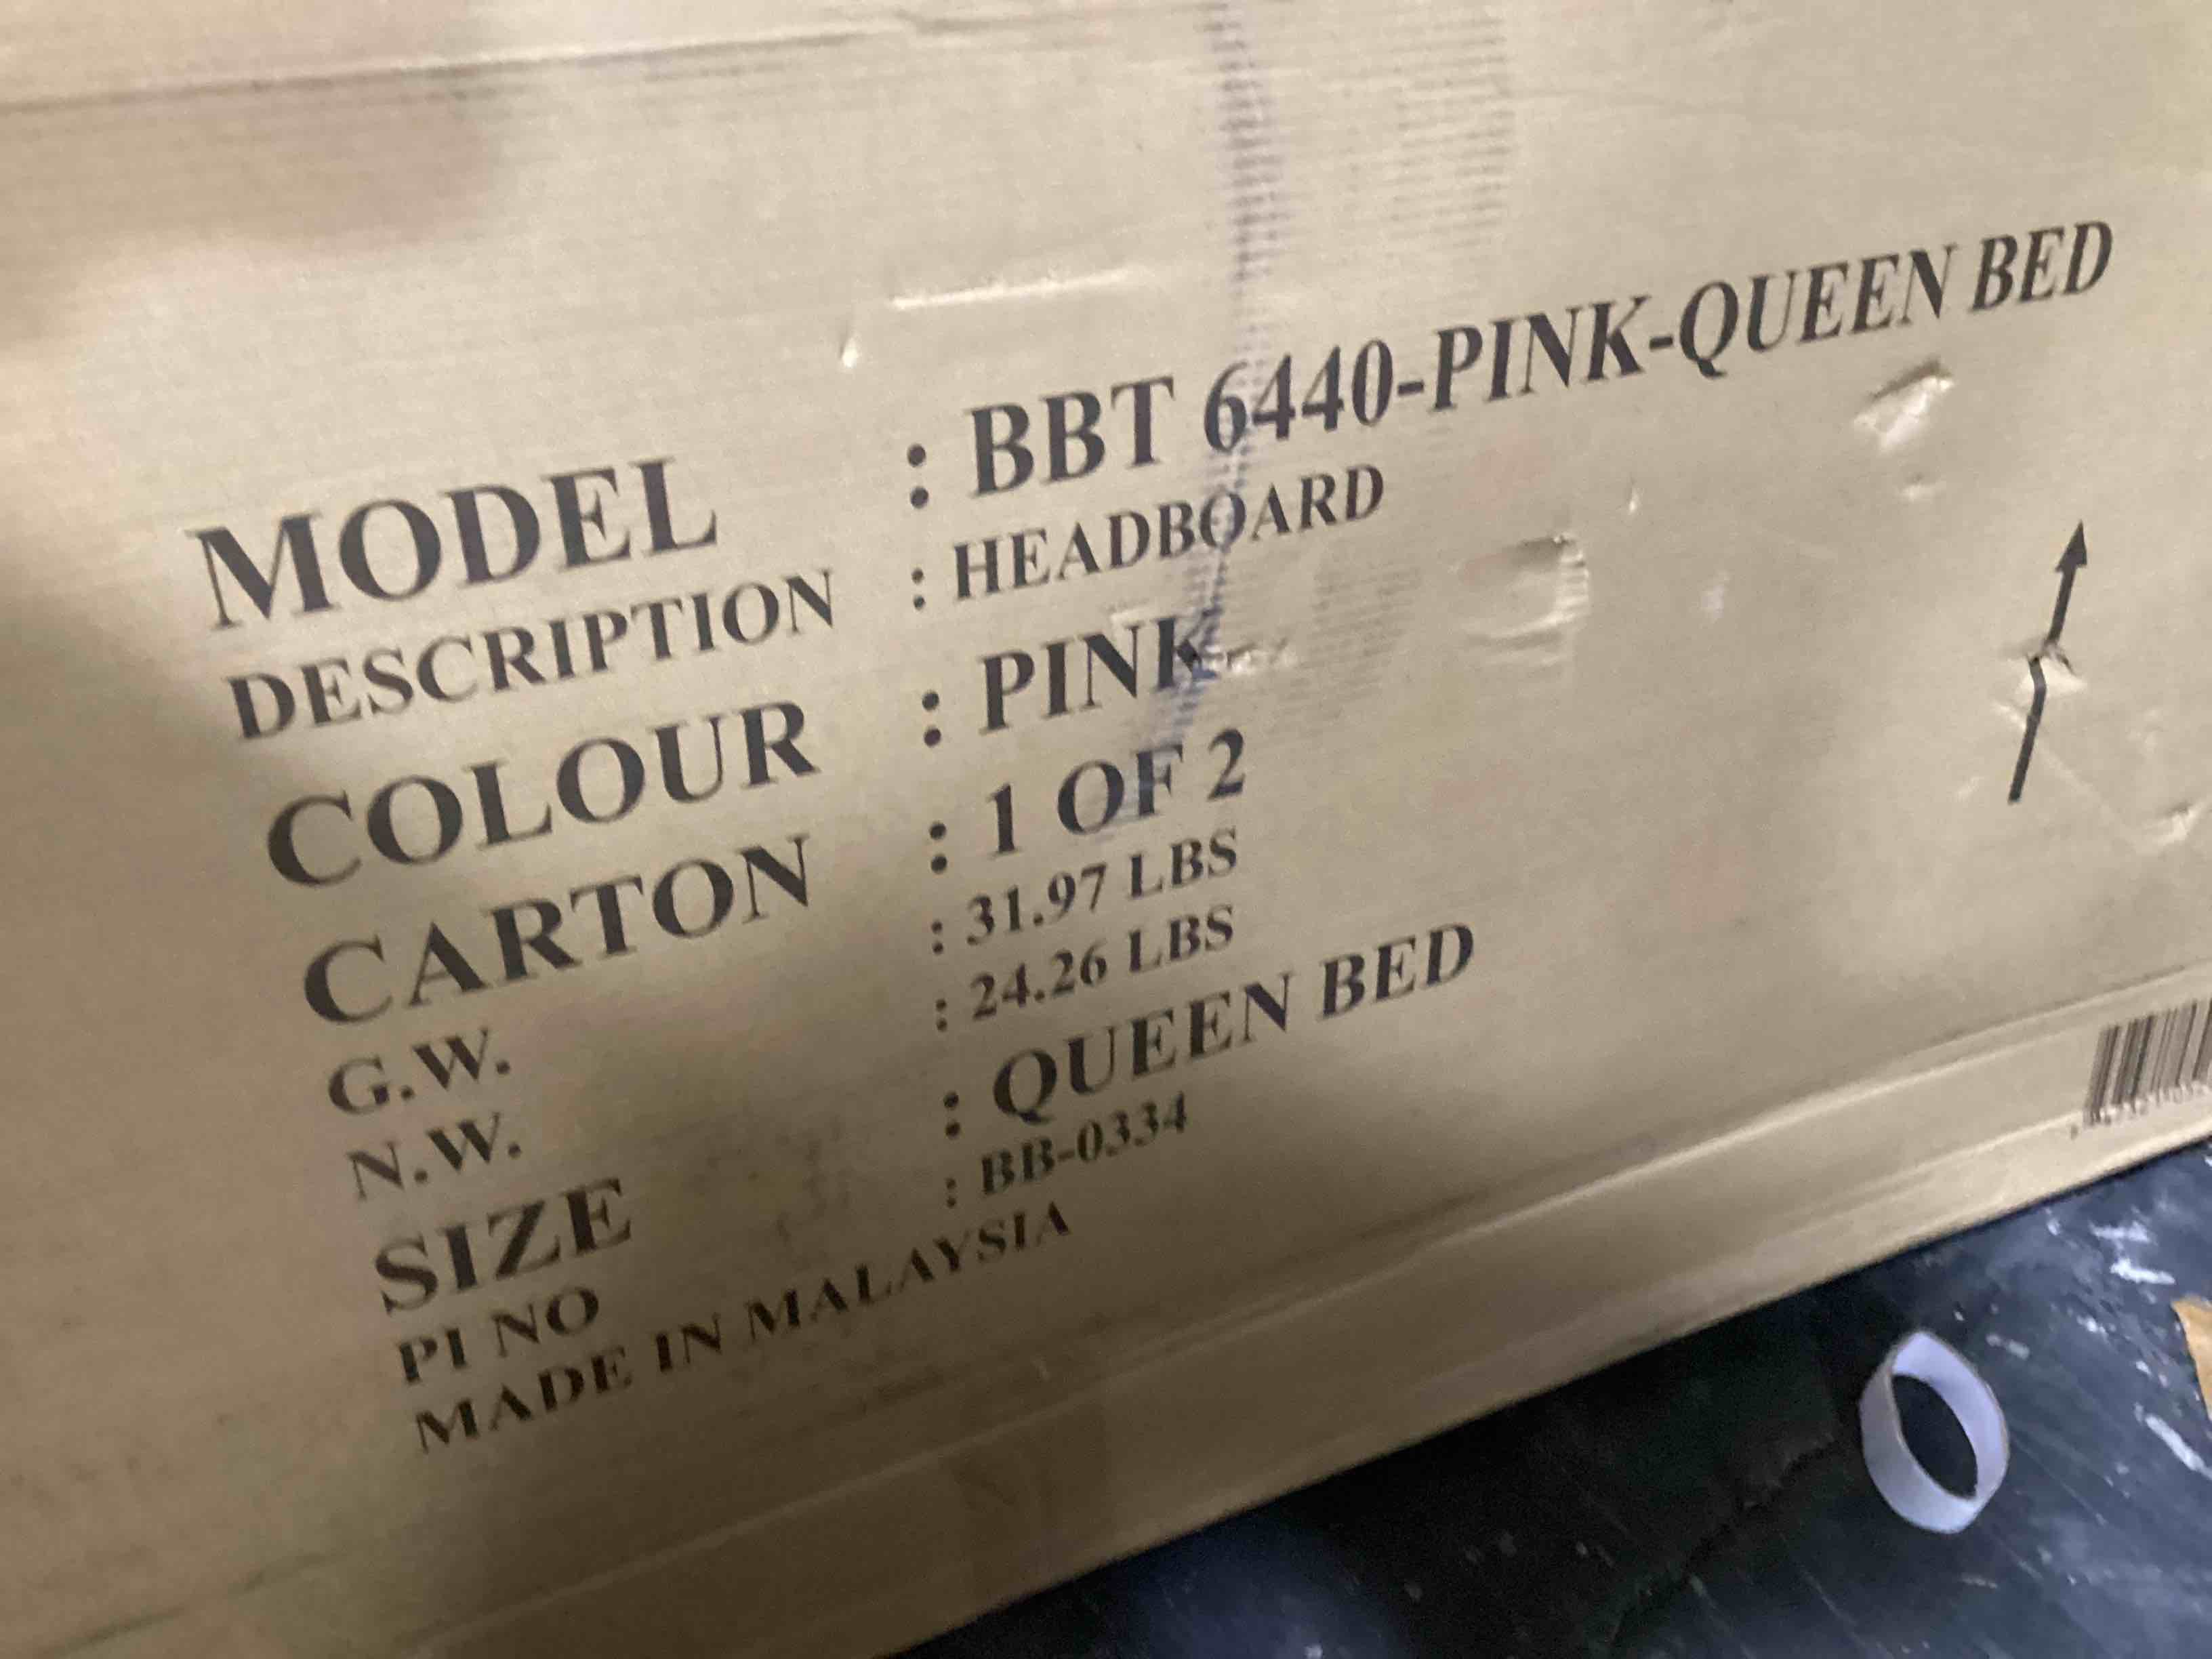 MODEL : BBT 6440-PINK-QUEEN BED
DESCRIPTION : HEADBOARD
COLOUR : PINK
CARTON : 1 OF 2
G.W. : 31.97 LBS
N.W. : 24.26 LBS
SIZE : QUEEN BED
PI NO : BB-0334
MADE IN MALAYSIA